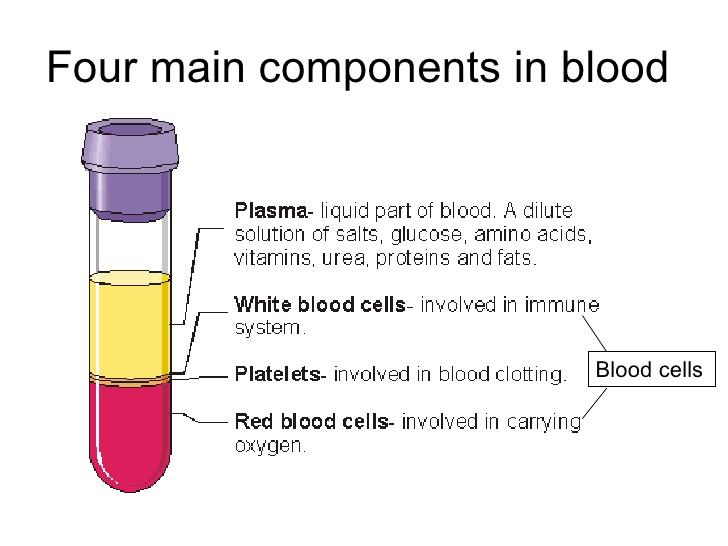 Four main components in blood
Plasma- liquid part of blood. A dilute
solution of salts, glucose, amino acids,
vitamins, urea, proteins and fats.
White blood cells- involved in immune
system.
Platelets- involved in blood clotting.
Blood cells
Red blood cells- involved in carrying
oxygen.